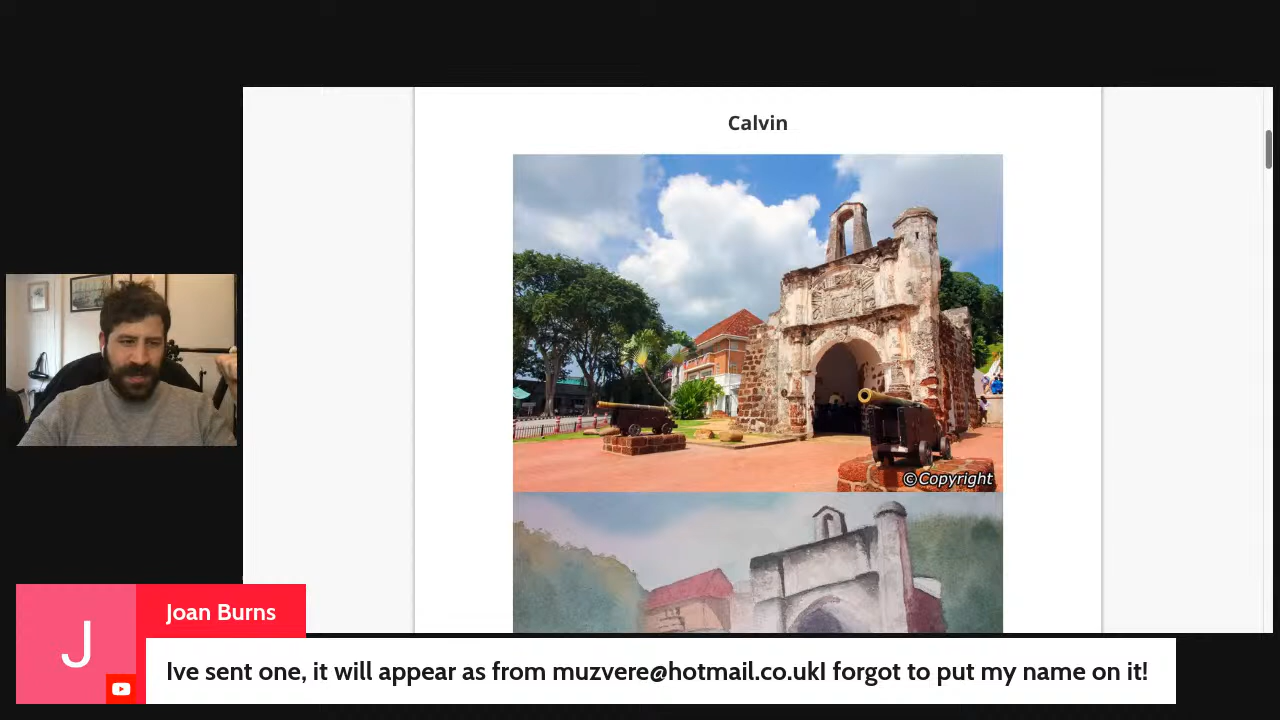 Calvin
©Copyright
J
Joan Burns
Ive sent one, it will appear as from muzvere@hotmail.co.ukI forgot to put my name on it!